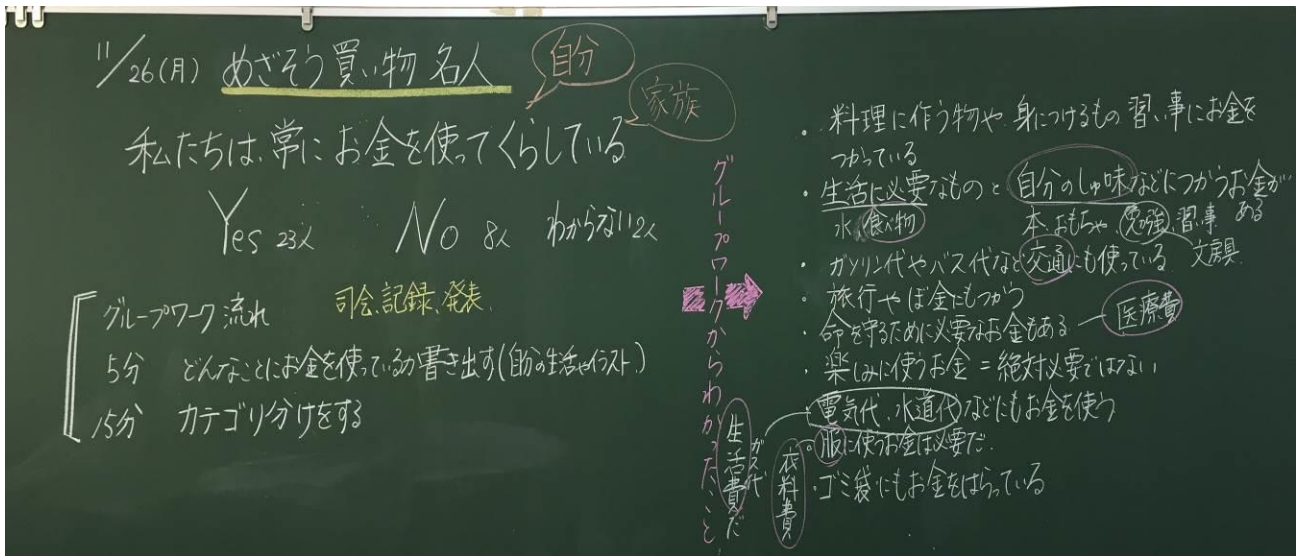 11/26(月) めざそう買い物名人
自分
家族
私たちは、常にお金を使ってくらしている
Yes 23人 No 8人 わからない2人
グループワーク流れ 司会、記録、発表
5分 どんなことにお金を使っているか書き出す(自分の生活やイラスト)
15分 カテゴリ分けをする
グループワークからわかったこと
・料理に作う物や身につけるもの習い事にお金を
つかっている
・生活に必要なものと自分のしゅ味などにつかうお金が
ある
水、食べ物 本、おもちゃ、勉強、習い事
文房具
・ガソリン代やバス代など交通にも使っている
・旅行やぼ金にもつかう
・命を守るために必要なお金もある ー 医療費
・楽しみに使うお金=絶対必要ではない
・電気代、水道代などにもお金を使う
ガス代
生活費だ
・服に使うお金は必要だ
衣料費
・ゴミ袋にもお金をはらっている